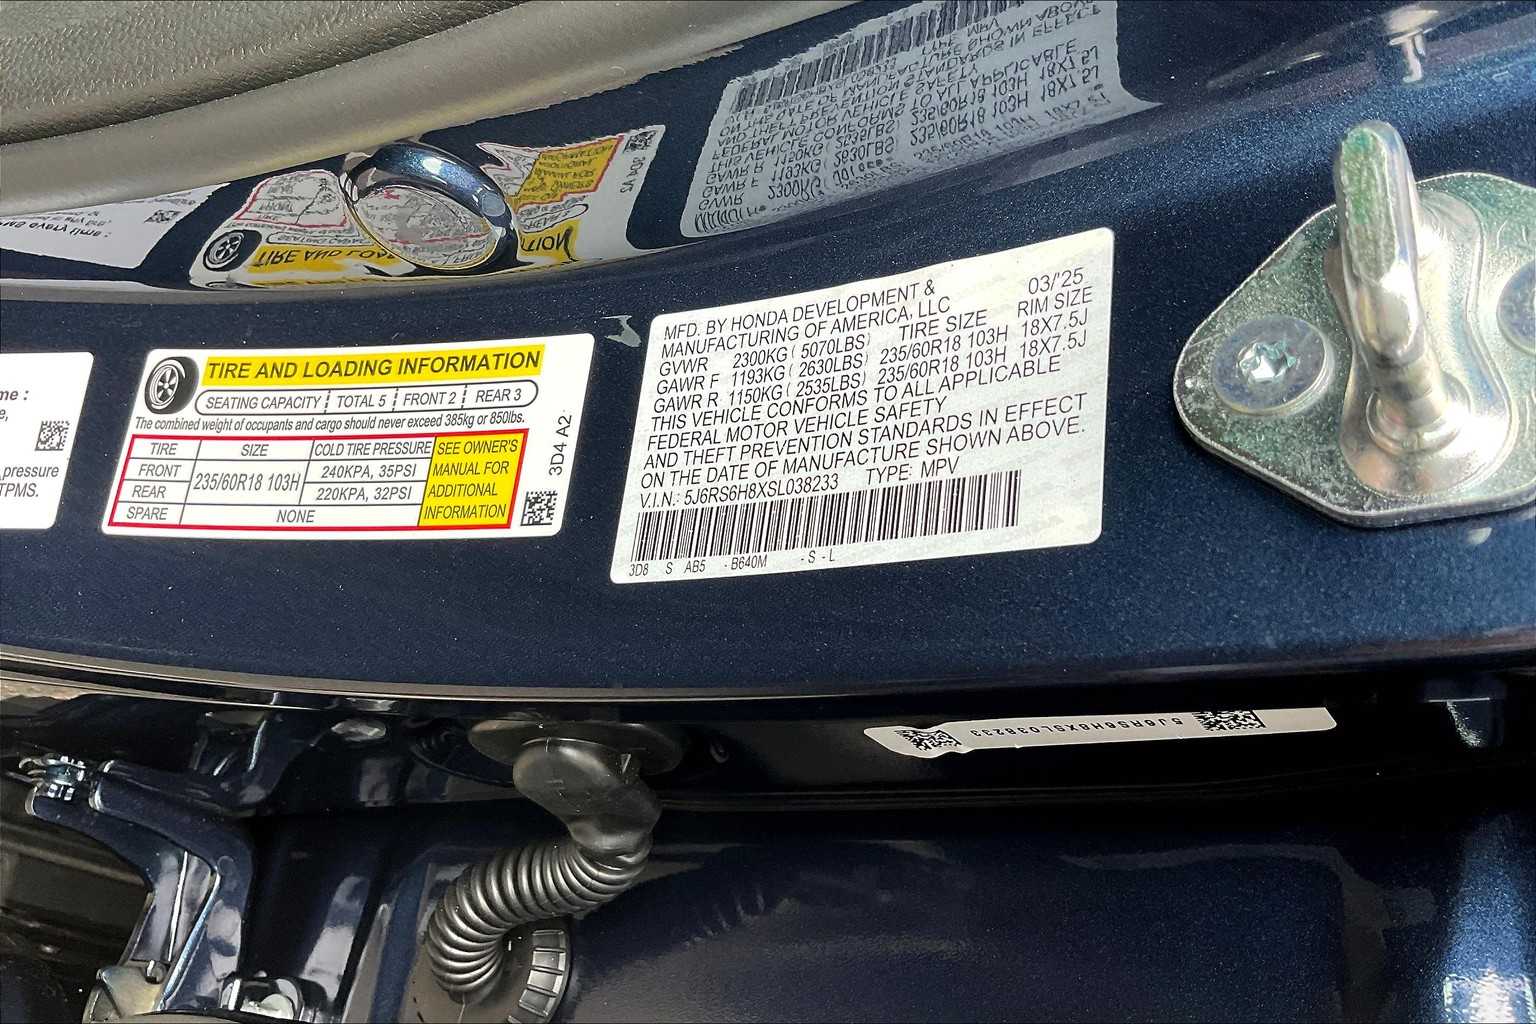 me :
e,
pressure
TPMS.
TIRE AND LOADING INFORMATION
SEATING CAPACITY TOTAL 5 FRONT 2 REAR 3
The combined weight of occupants and cargo should never exceed 385kg or 850lbs.
TIRE SIZE COLD TIRE PRESSURE SEE OWNER'S
FRONT 235/60R18 103H 240KPA, 35PSI MANUAL FOR
REAR 220KPA, 32PSI ADDITIONAL
SPARE NONE INFORMATION
3D4 A2
MFD. BY HONDA DEVELOPMENT & 03/'25
MANUFACTURING OF AMERICA, LLC TIRE SIZE RIM SIZE
GVWR 2300KG ( 5070LBS)
GAWR F 1193KG ( 2630LBS) 235/60R18 103H 18X7.5J
GAWR R 1150KG ( 2535LBS) 235/60R18 103H 18X7.5J
THIS VEHICLE CONFORMS TO ALL APPLICABLE
FEDERAL MOTOR VEHICLE SAFETY
AND THEFT PREVENTION STANDARDS IN EFFECT
ON THE DATE OF MANUFACTURE SHOWN ABOVE.
V.I.N.: 5J6RS6H8XSL038233 TYPE: MPV
3D8 S AB5 - B640M - S - L
5J6RS6H8XSL038233